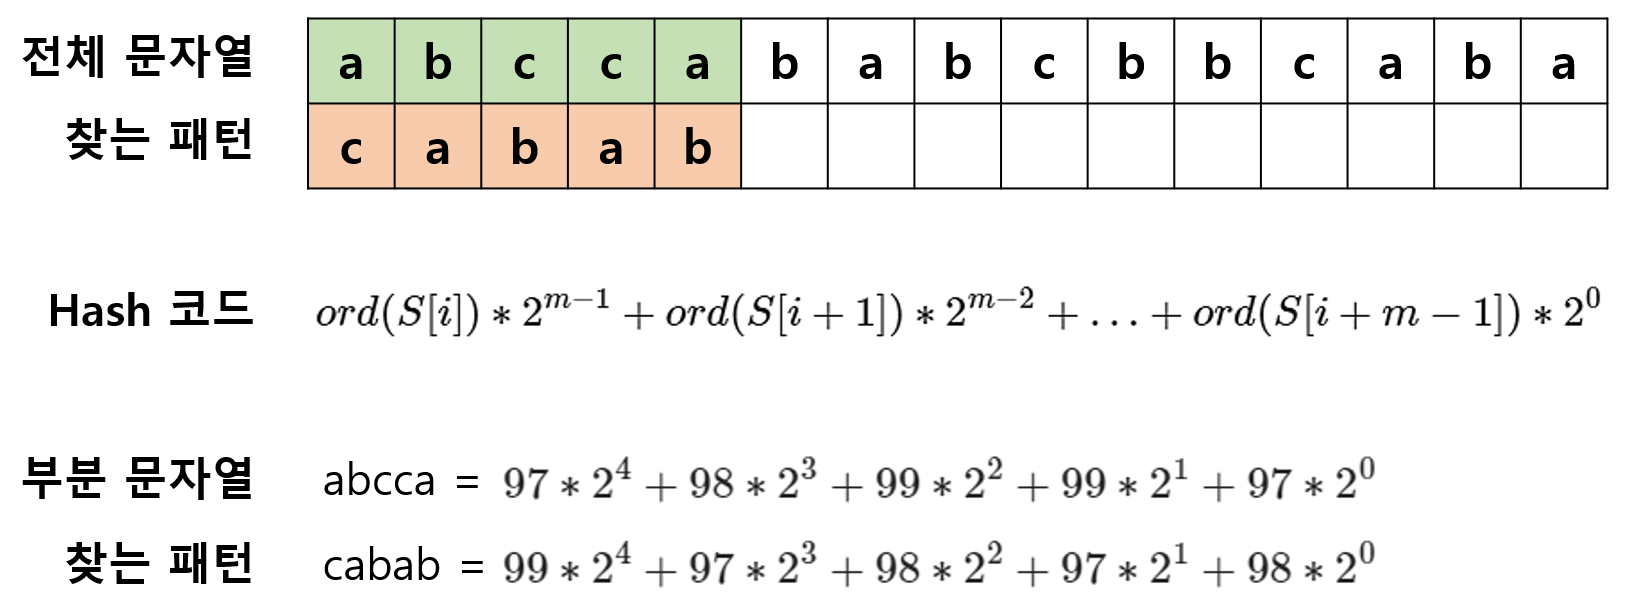 전체 문자열 a b c c a b a b c b b c a b a
찾는 패턴 c a b a b
Hash 코드 ord(S[i]) * 2^{m-1} + ord(S[i + 1]) * 2^{m-2} + ... + ord(S[i + m - 1]) * 2^0
부분 문자열 abcca = 97 * 2^4 + 98 * 2^3 + 99 * 2^2 + 99 * 2^1 + 97 * 2^0
찾는 패턴 cabab = 99 * 2^4 + 97 * 2^3 + 98 * 2^2 + 97 * 2^1 + 98 * 2^0